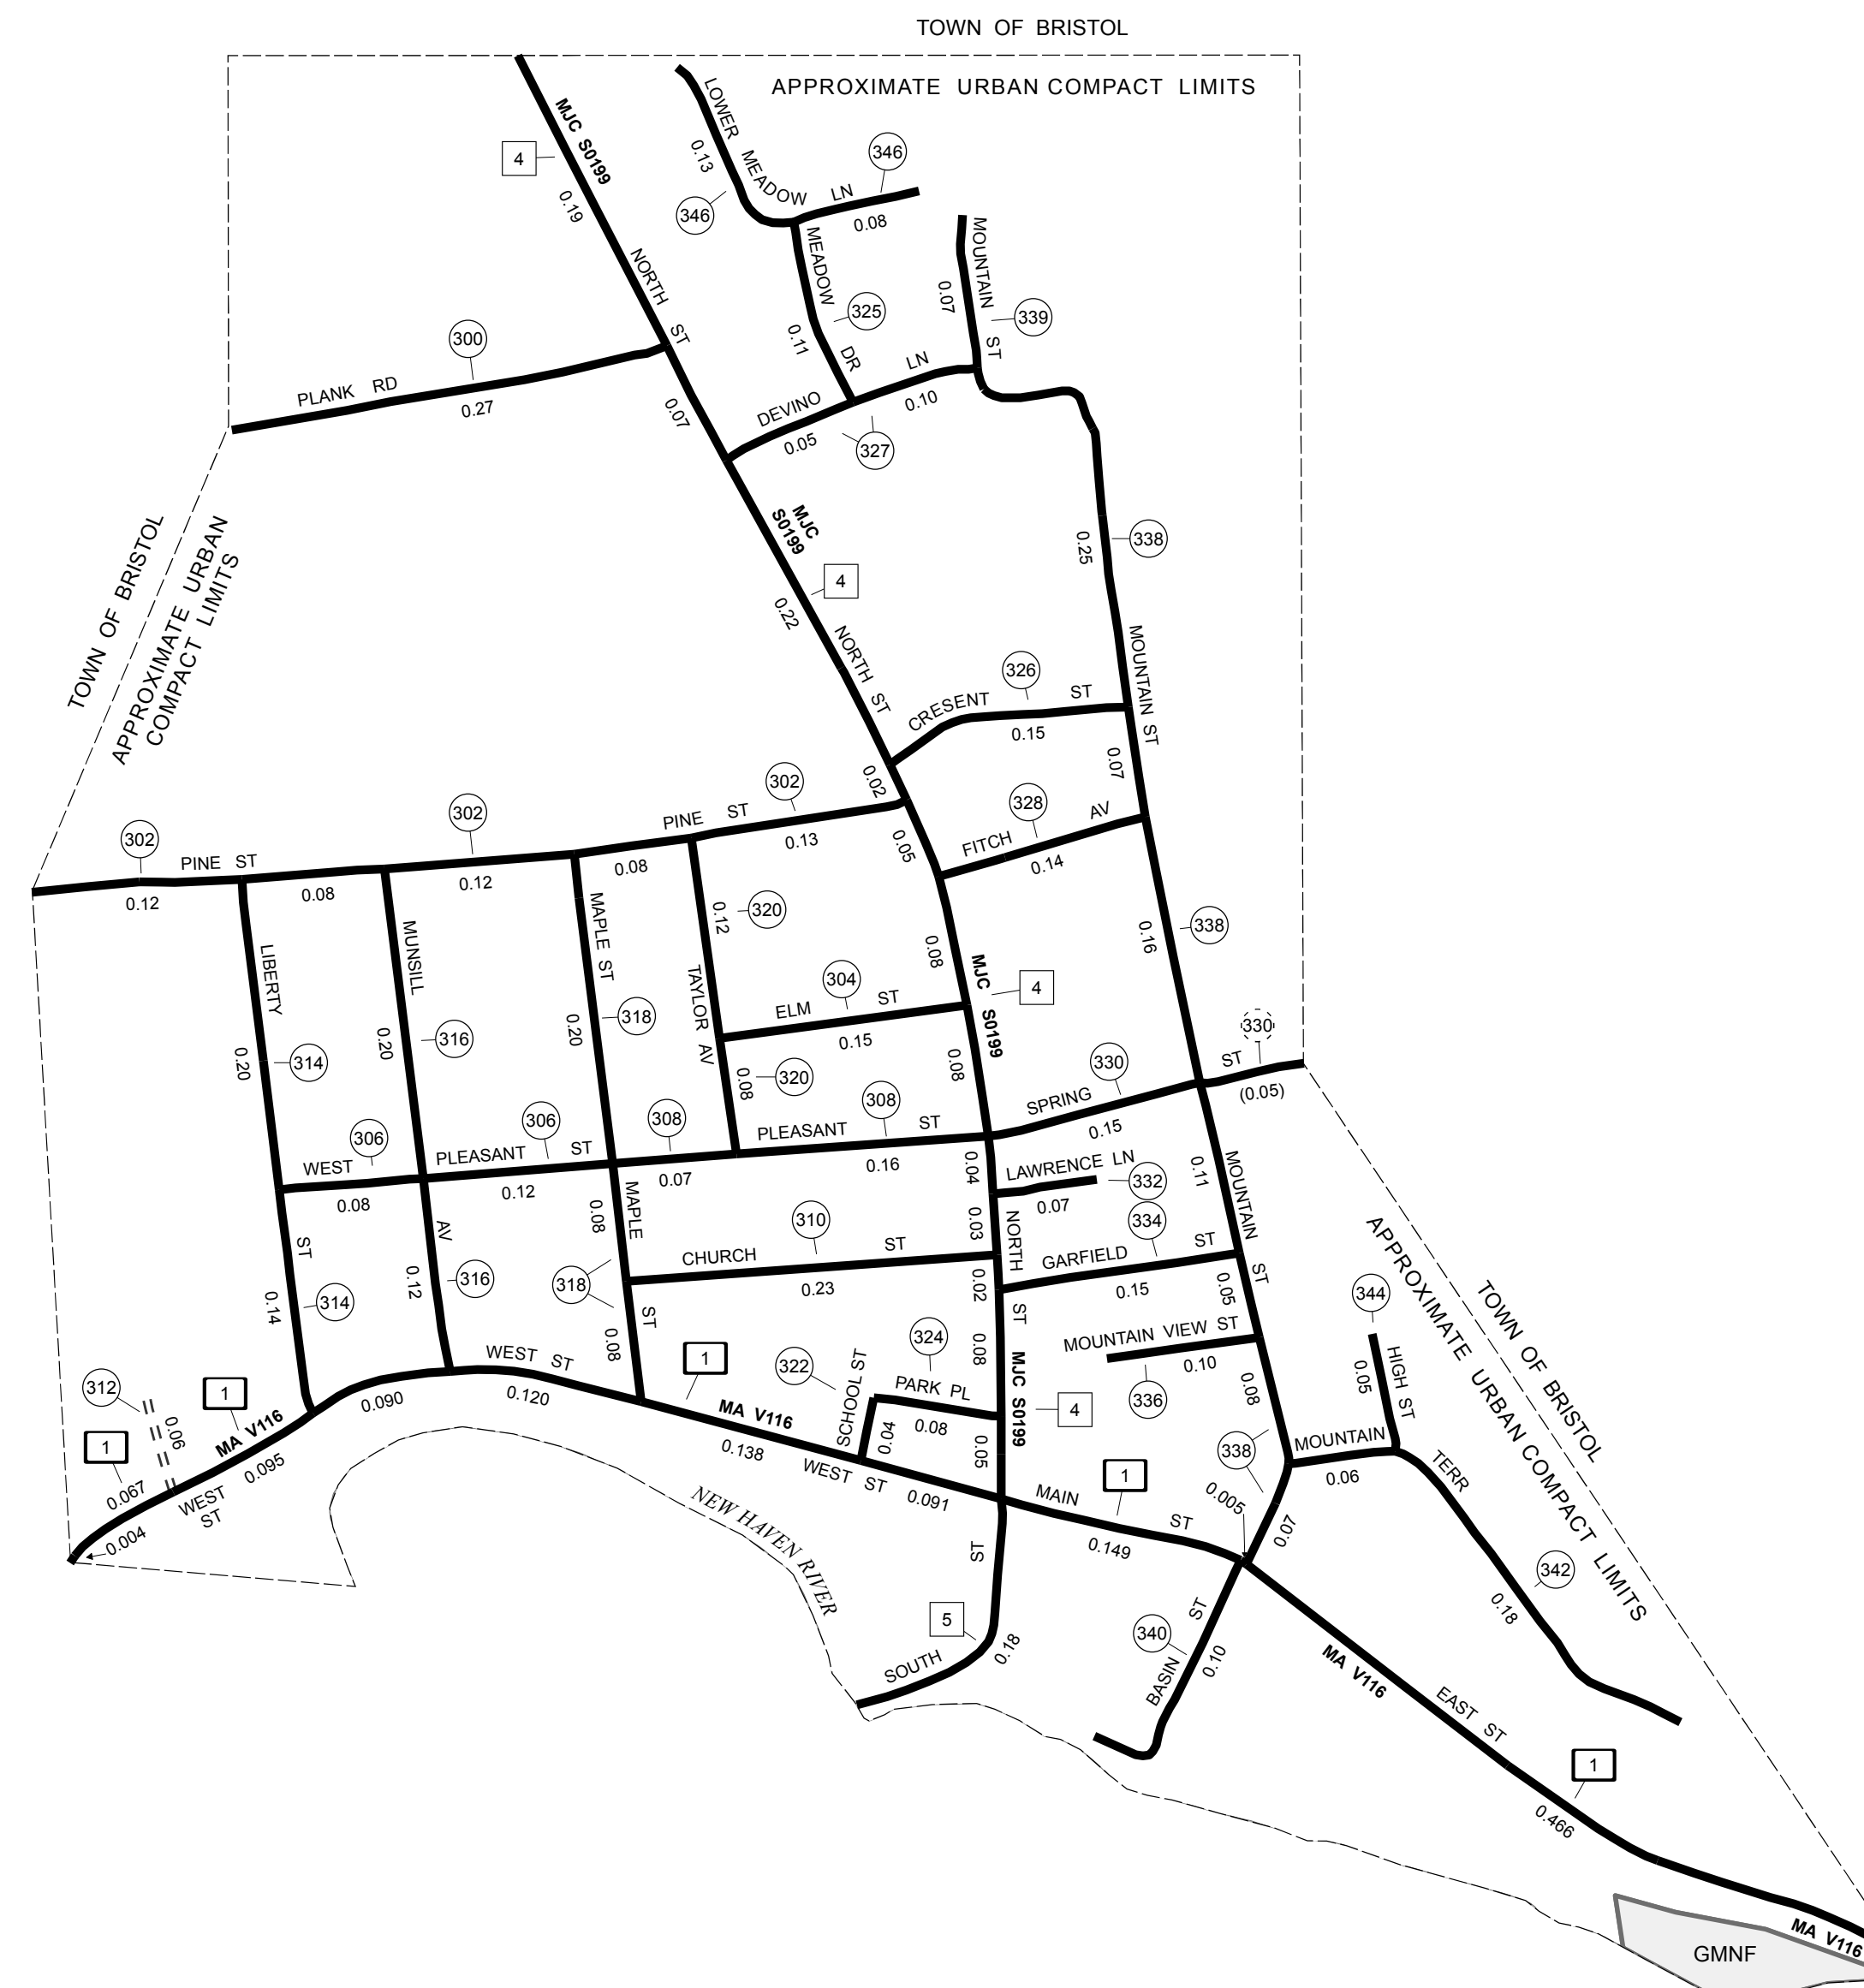 TOWN OF BRISTOL
APPROXIMATE URBAN COMPACT LIMITS
MJC S0199
4
0.19
NORTH ST
LOWER MEADOW LN
0.13
346
346
0.08
MEADOW DR
325
0.11
MOUNTAIN ST
0.07
339
300
PLANK RD
0.27
0.07
DEVINO LN
0.05
0.10
327
MJC
S0199
4
0.22
NORTH ST
338
0.25
MOUNTAIN ST
TOWN OF BRISTOL
APPROXIMATE URBAN
COMPACT LIMITS
326
CRESENT ST
0.15
0.07
0.02
302
302
302
PINE ST
PINE ST
0.12
0.08
0.12
0.08
0.13
0.05
328
FITCH AV
0.14
338
0.16
LIBERTY ST
MUNSILL AV
MAPLE ST
TAYLOR AV
0.12
320
0.08
MJC S0199
4
304
ELM ST
0.15
0.20
314
0.20
316
0.20
318
0.08
320
0.08
330
330
SPRING ST
0.15
(0.05)
306
306
308
308
WEST PLEASANT ST
PLEASANT ST
0.08
0.12
0.07
0.16
0.04
LAWRENCE LN
332
0.07
0.11
MOUNTAIN ST
MAPLE ST
0.08
310
CHURCH ST
0.23
0.03
NORTH ST
334
GARFIELD ST
0.15
0.02
0.05
0.14
314
0.12
316
318
0.08
324
0.08
MJC S0199
4
MOUNTAIN VIEW ST
0.10
336
0.08
344
HIGH ST
0.05
APPROXIMATE URBAN COMPACT LIMITS
TOWN OF BRISTOL
WEST ST
1
322
SCHOOL ST
PARK PL
0.08
0.04
0.05
312
0.06
1
1
MA V116
0.090
0.120
MA V116
0.138
WEST ST
0.091
0.067
0.095
WEST
ST
0.004
MAIN ST
1
0.149
338
0.005
0.07
MOUNTAIN TERR
0.06
342
0.18
NEW HAVEN RIVER
SOUTH ST
5
0.18
340
BASIN ST
0.10
MA V116
EAST ST
1
0.466
MA V116
GMNF